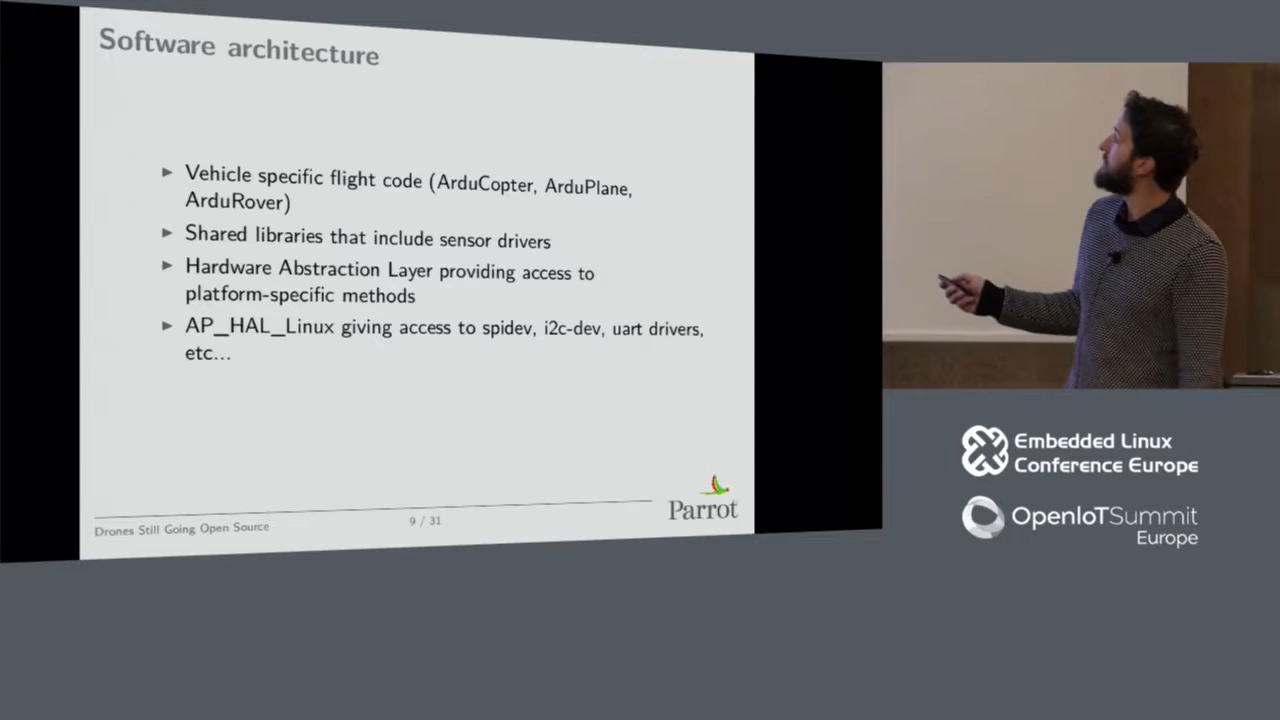 Software architecture
Vehicle specific flight code (ArduCopter, ArduPlane,
ArduRover)
Shared libraries that include sensor drivers
Hardware Abstraction Layer providing access to
platform-specific methods
AP_HAL_Linux giving access to spidev, i2c-dev, uart drivers,
etc...
Drones Still Going Open Source
9 / 31
Parrot
Embedded Linux
Conference Europe
OpenIoTSummit
Europe